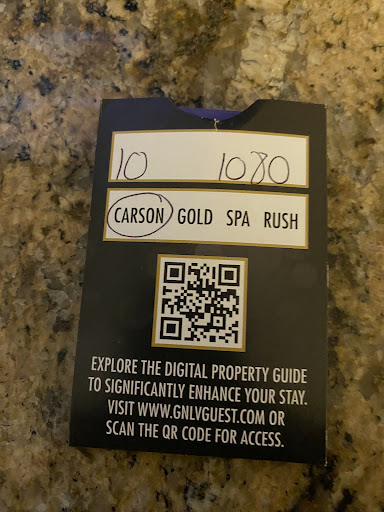 10 1080
CARSON GOLD SPA RUSH
EXPLORE THE DIGITAL PROPERTY GUIDE
TO SIGNIFICANTLY ENHANCE YOUR STAY.
VISIT WWW.GNLVGUEST.COM OR
SCAN THE QR CODE FOR ACCESS.